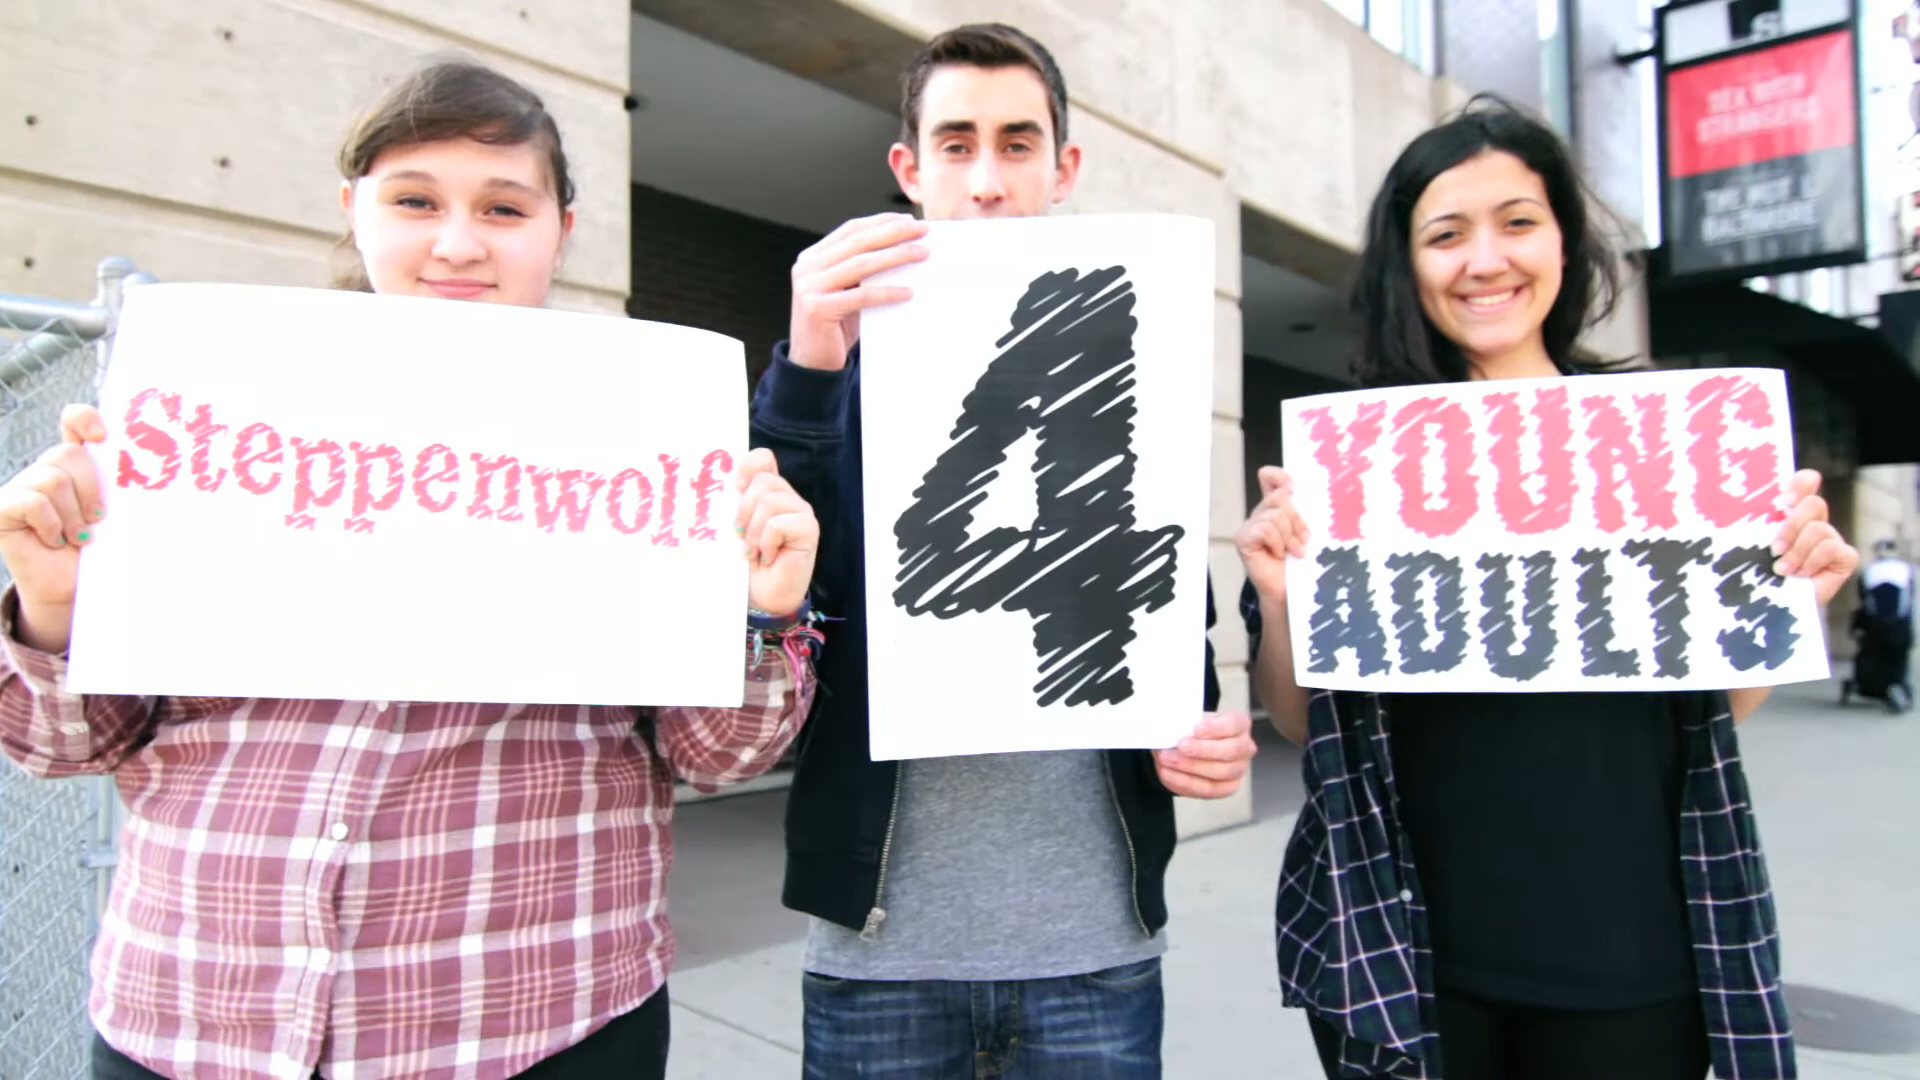 Steppenwolf
4
YOUNG
ADULTS
SEX WITH
STRANGERS
THE HOT L
BALTIMORE